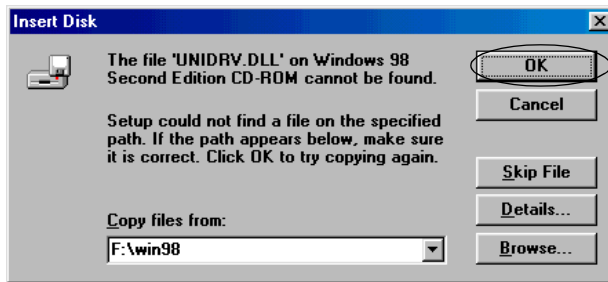 Insert Disk
The file 'UNIDRV.DLL' on Windows 98
Second Edition CD-ROM cannot be found.
Setup could not find a file on the specified
path. If the path appears below, make sure
it is correct. Click OK to try copying again.
Copy files from:
F:\win98
OK
Cancel
Skip File
Details...
Browse...